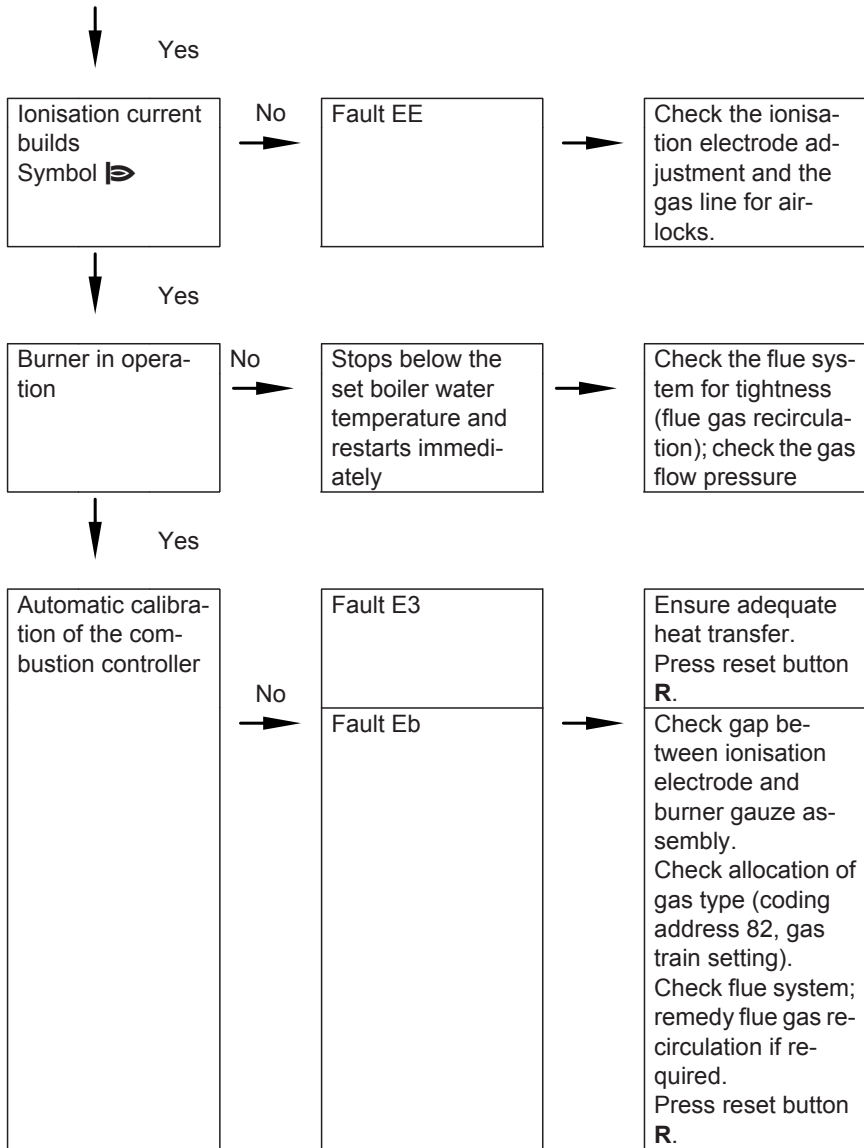 Yes
Ionisation current
builds
Symbol
No
Fault EE
Check the ionisa-
tion electrode ad-
justment and the
gas line for air-
locks.
Yes
Burner in opera-
tion
No
Stops below the
set boiler water
temperature and
restarts immedi-
ately
Check the flue sys-
tem for tightness
(flue gas recircula-
tion); check the gas
flow pressure
Yes
Automatic calibra-
tion of the com-
bustion controller
No
Fault E3
Ensure adequate
heat transfer.
Press reset button
R.
Fault Eb
Check gap be-
tween ionisation
electrode and
burner gauze as-
sembly.
Check allocation of
gas type (coding
address 82, gas
train setting).
Check flue system;
remedy flue gas re-
circulation if re-
quired.
Press reset button
R.